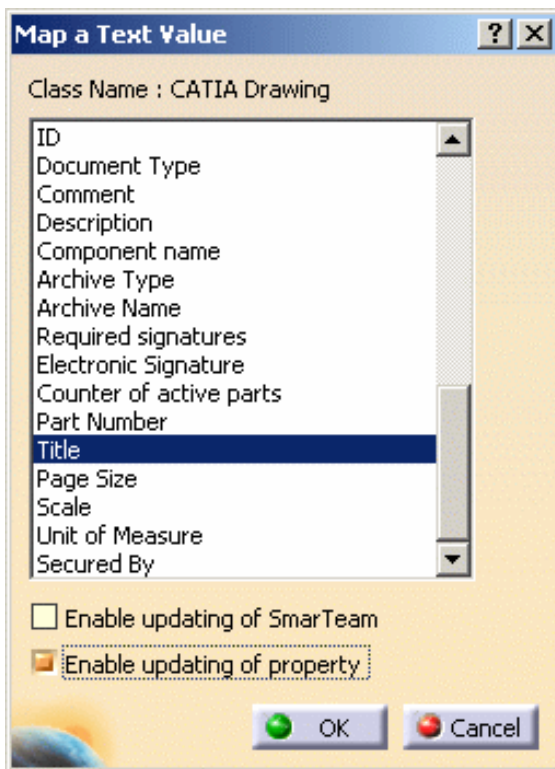 Map a Text Value
Class Name : CATIA Drawing
ID
Document Type
Comment
Description
Component name
Archive Type
Archive Name
Required signatures
Electronic Signature
Counter of active parts
Part Number
Title
Page Size
Scale
Unit of Measure
Secured By
Enable updating of SmarTeam
Enable updating of property
OK Cancel